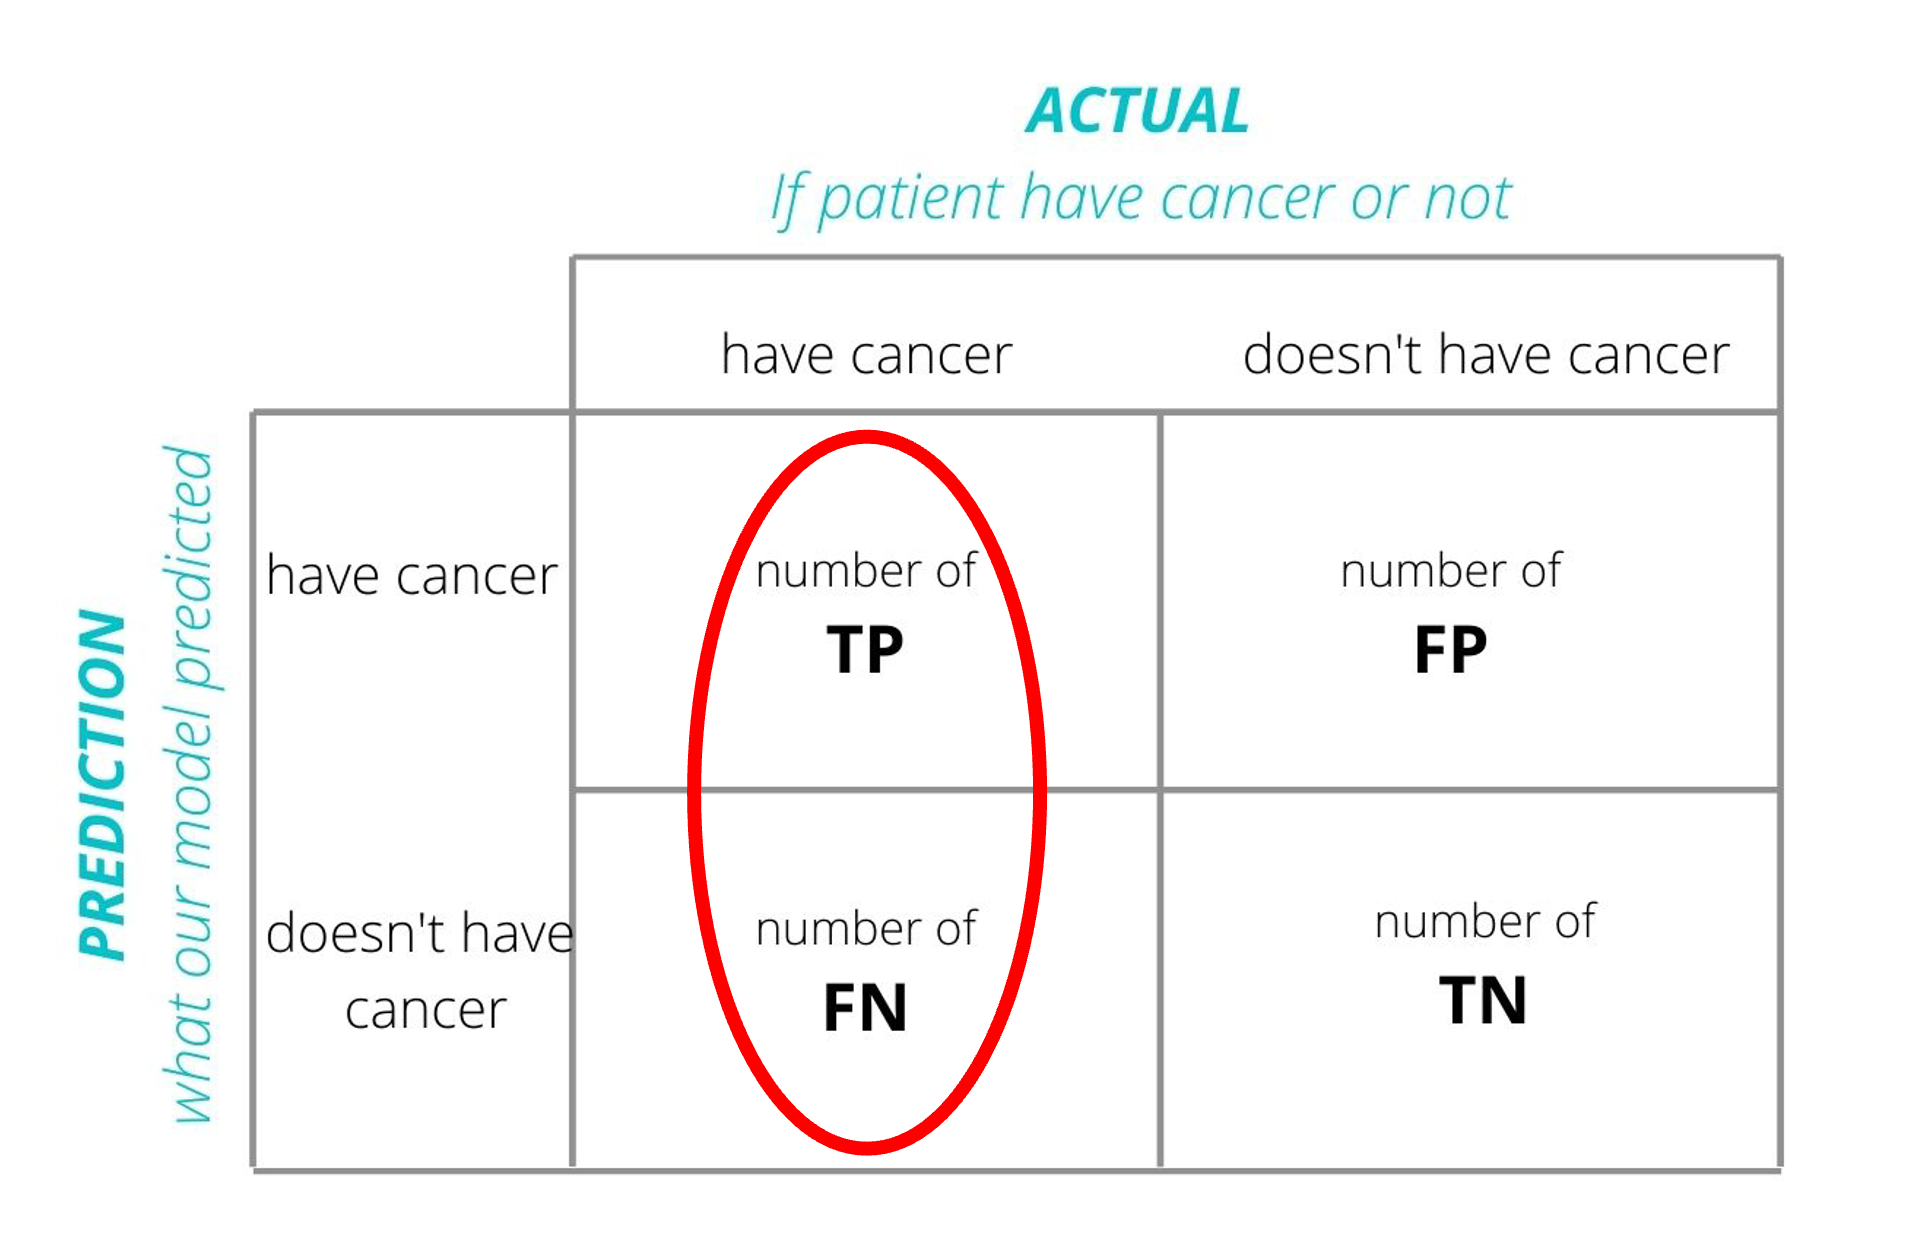 ACTUAL
If patient have cancer or not
have cancer
doesn't have cancer
PREDICTION
what our model predicted
have cancer
number of
TP
number of
FP
doesn't have
cancer
number of
FN
number of
TN